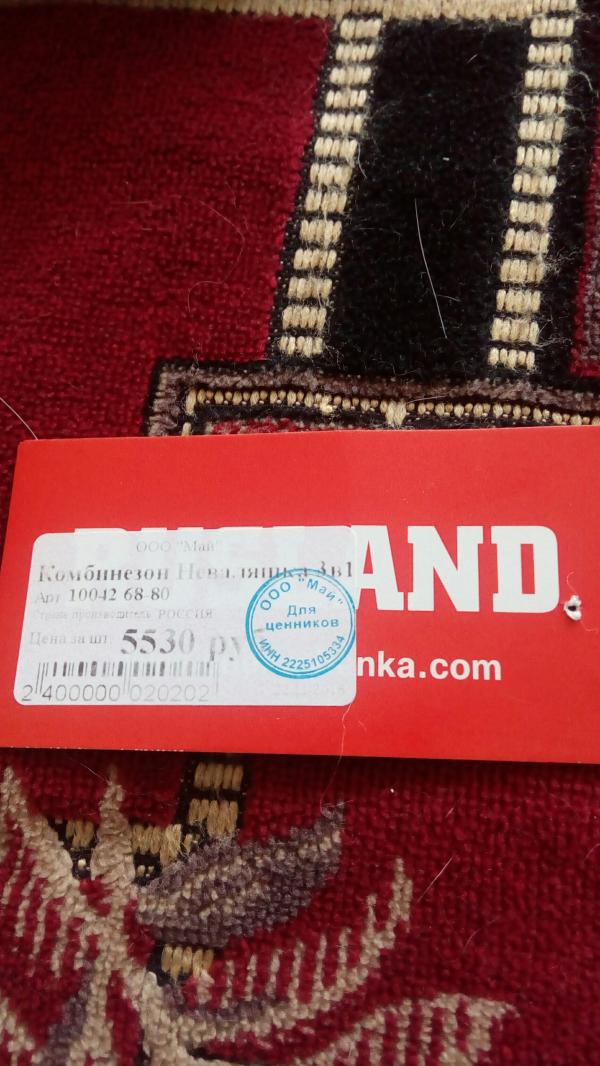 ООО "Май"
Комбинезон Неваляшка 3в1
Арт. 10042 68-80
Страна производитель РОССИЯ
Цена за шт. 5530 ру
2 400000 020202
ООО "Май"
Для
ценников
ИНН 2225105334
LAND
nka.com